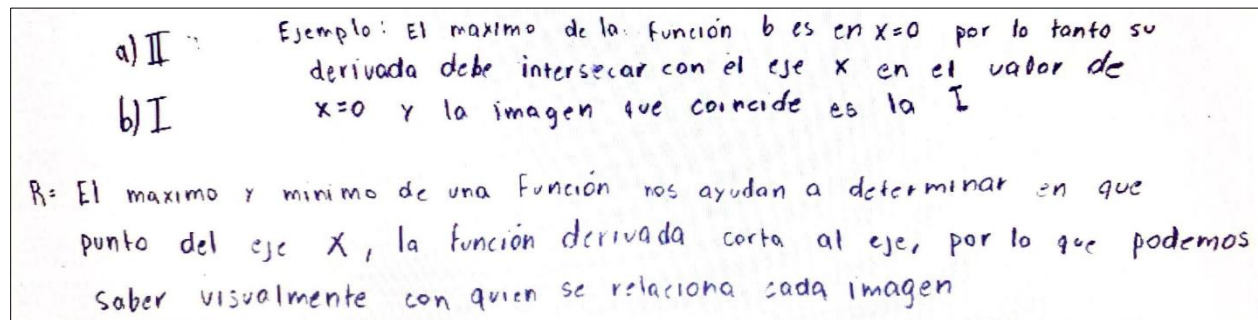 a) II Ejemplo: El maximo de la función b es en x=0 por lo tanto su
derivada debe intersecar con el eje x en el valor de
b) I x=0 y la imagen que coincide es la I
R= El maximo y minimo de una Función nos ayudan a determinar en que
punto del eje X, la función derivada corta al eje, por lo que podemos
saber visualmente con quien se relaciona cada imagen